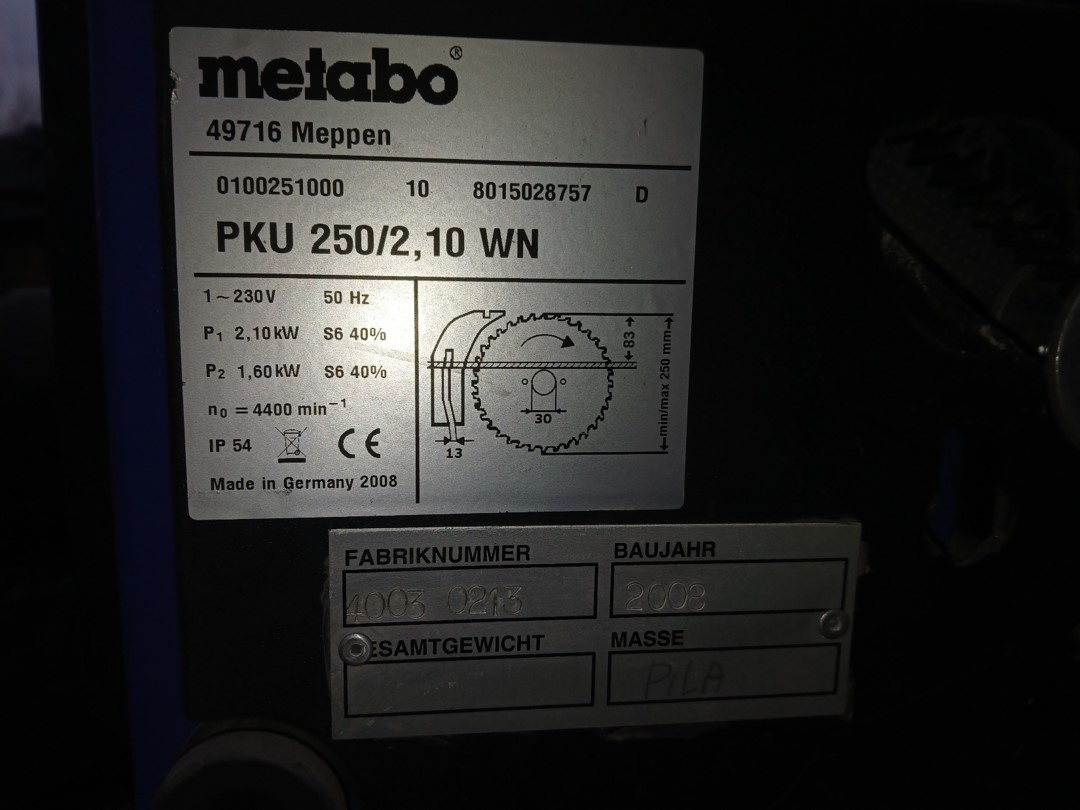 metabo®
49716 Meppen
0100251000 10 8015028757 D
PKU 250/2,10 WN
1~230V 50 Hz
P1 2,10kW S6 40%
P2 1,60kW S6 40%
n0 = 4400 min⁻¹
IP 54 CE
Made in Germany 2008
83
min/max 250 mm
30
13
FABRIKNUMMER BAUJAHR
4003 0213 2008
GESAMTGEWICHT MASSE
PILA